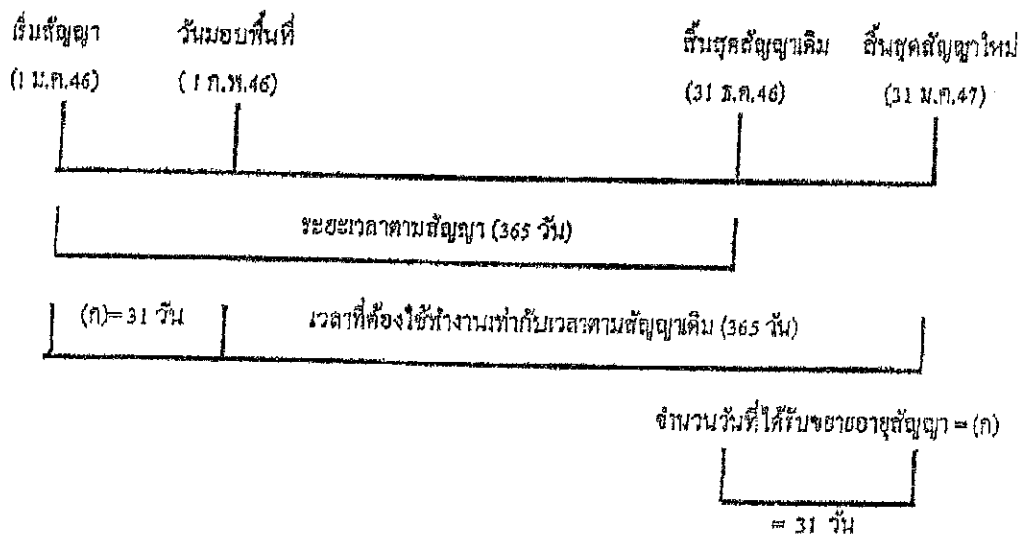 เริ่มสัญญา วันมอบพื้นที่ สิ้นสุดสัญญาเดิม สิ้นสุดสัญญาใหม่
(1 ม.ค.46) (1 ก.พ.46) (31 ธ.ค.46) (31 ม.ค.47)
ระยะเวลาตามสัญญา (365 วัน)
(ก)= 31 วัน เวลาที่ต้องใช้ทำงานเท่ากับเวลาตามสัญญาเดิม (365 วัน)
จำนวนวันที่ได้รับขยายอายุสัญญา = (ก)
= 31 วัน